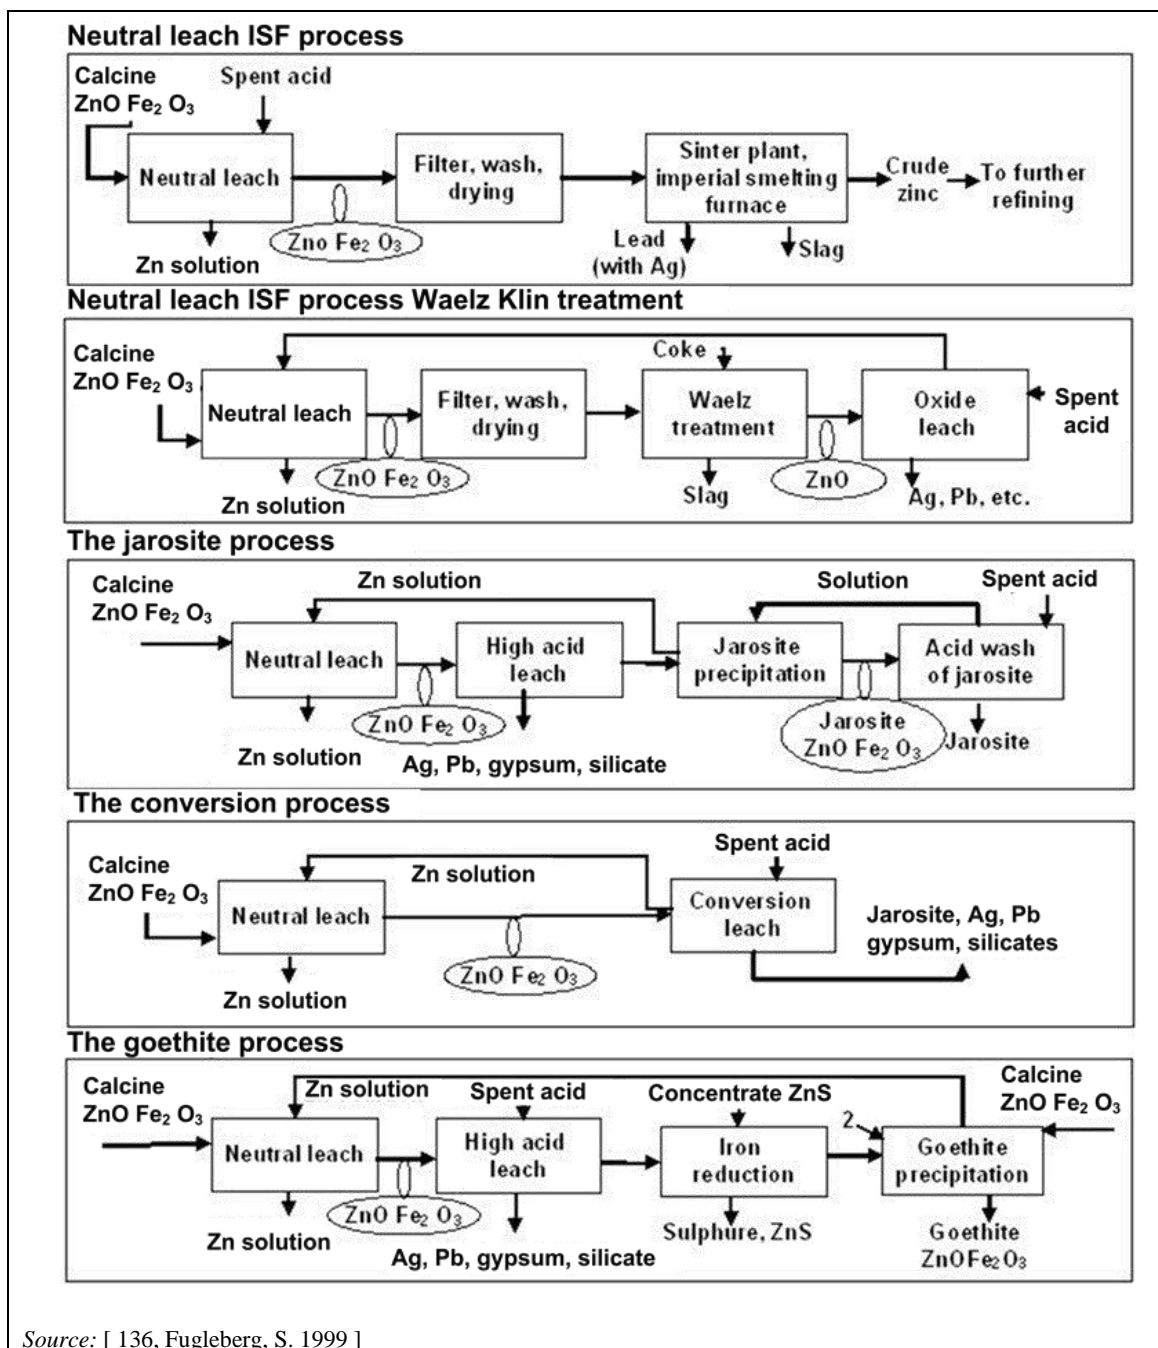 Neutral leach ISF process
Calcine
ZnO Fe₂ O₃
Spent acid
Neutral leach
Filter, wash,
drying
Sinter plant,
imperial smelting
furnace
Crude
zinc
To further
refining
Zno Fe₂ O₃
Zn solution
Lead
(with Ag)
Slag
Neutral leach ISF process Waelz Klin treatment
Calcine
ZnO Fe₂ O₃
Coke
Neutral leach
Filter, wash,
drying
Waelz
treatment
Oxide
leach
Spent
acid
ZnO Fe₂ O₃
ZnO
Zn solution
Slag
Ag, Pb, etc.
The jarosite process
Calcine
ZnO Fe₂ O₃
Zn solution
Solution
Spent acid
Neutral leach
High acid
leach
Jarosite
precipitation
Acid wash
of jarosite
ZnO Fe₂ O₃
Jarosite
ZnO Fe₂ O₃
Jarosite
Zn solution
Ag, Pb, gypsum, silicate
The conversion process
Calcine
ZnO Fe₂ O₃
Zn solution
Spent acid
Neutral leach
Conversion
leach
Jarosite, Ag, Pb
gypsum, silicates
ZnO Fe₂ O₃
Zn solution
The goethite process
Calcine
ZnO Fe₂ O₃
Zn solution
Spent acid
Concentrate ZnS
Calcine
ZnO Fe₂ O₃
2
Neutral leach
High acid
leach
Iron
reduction
Goethite
precipitation
ZnO Fe₂ O₃
Zn solution
Ag, Pb, gypsum, silicate
Sulphure, ZnS
Goethite
ZnOFe₂O₃
Source: [ 136, Fugleberg, S. 1999 ]